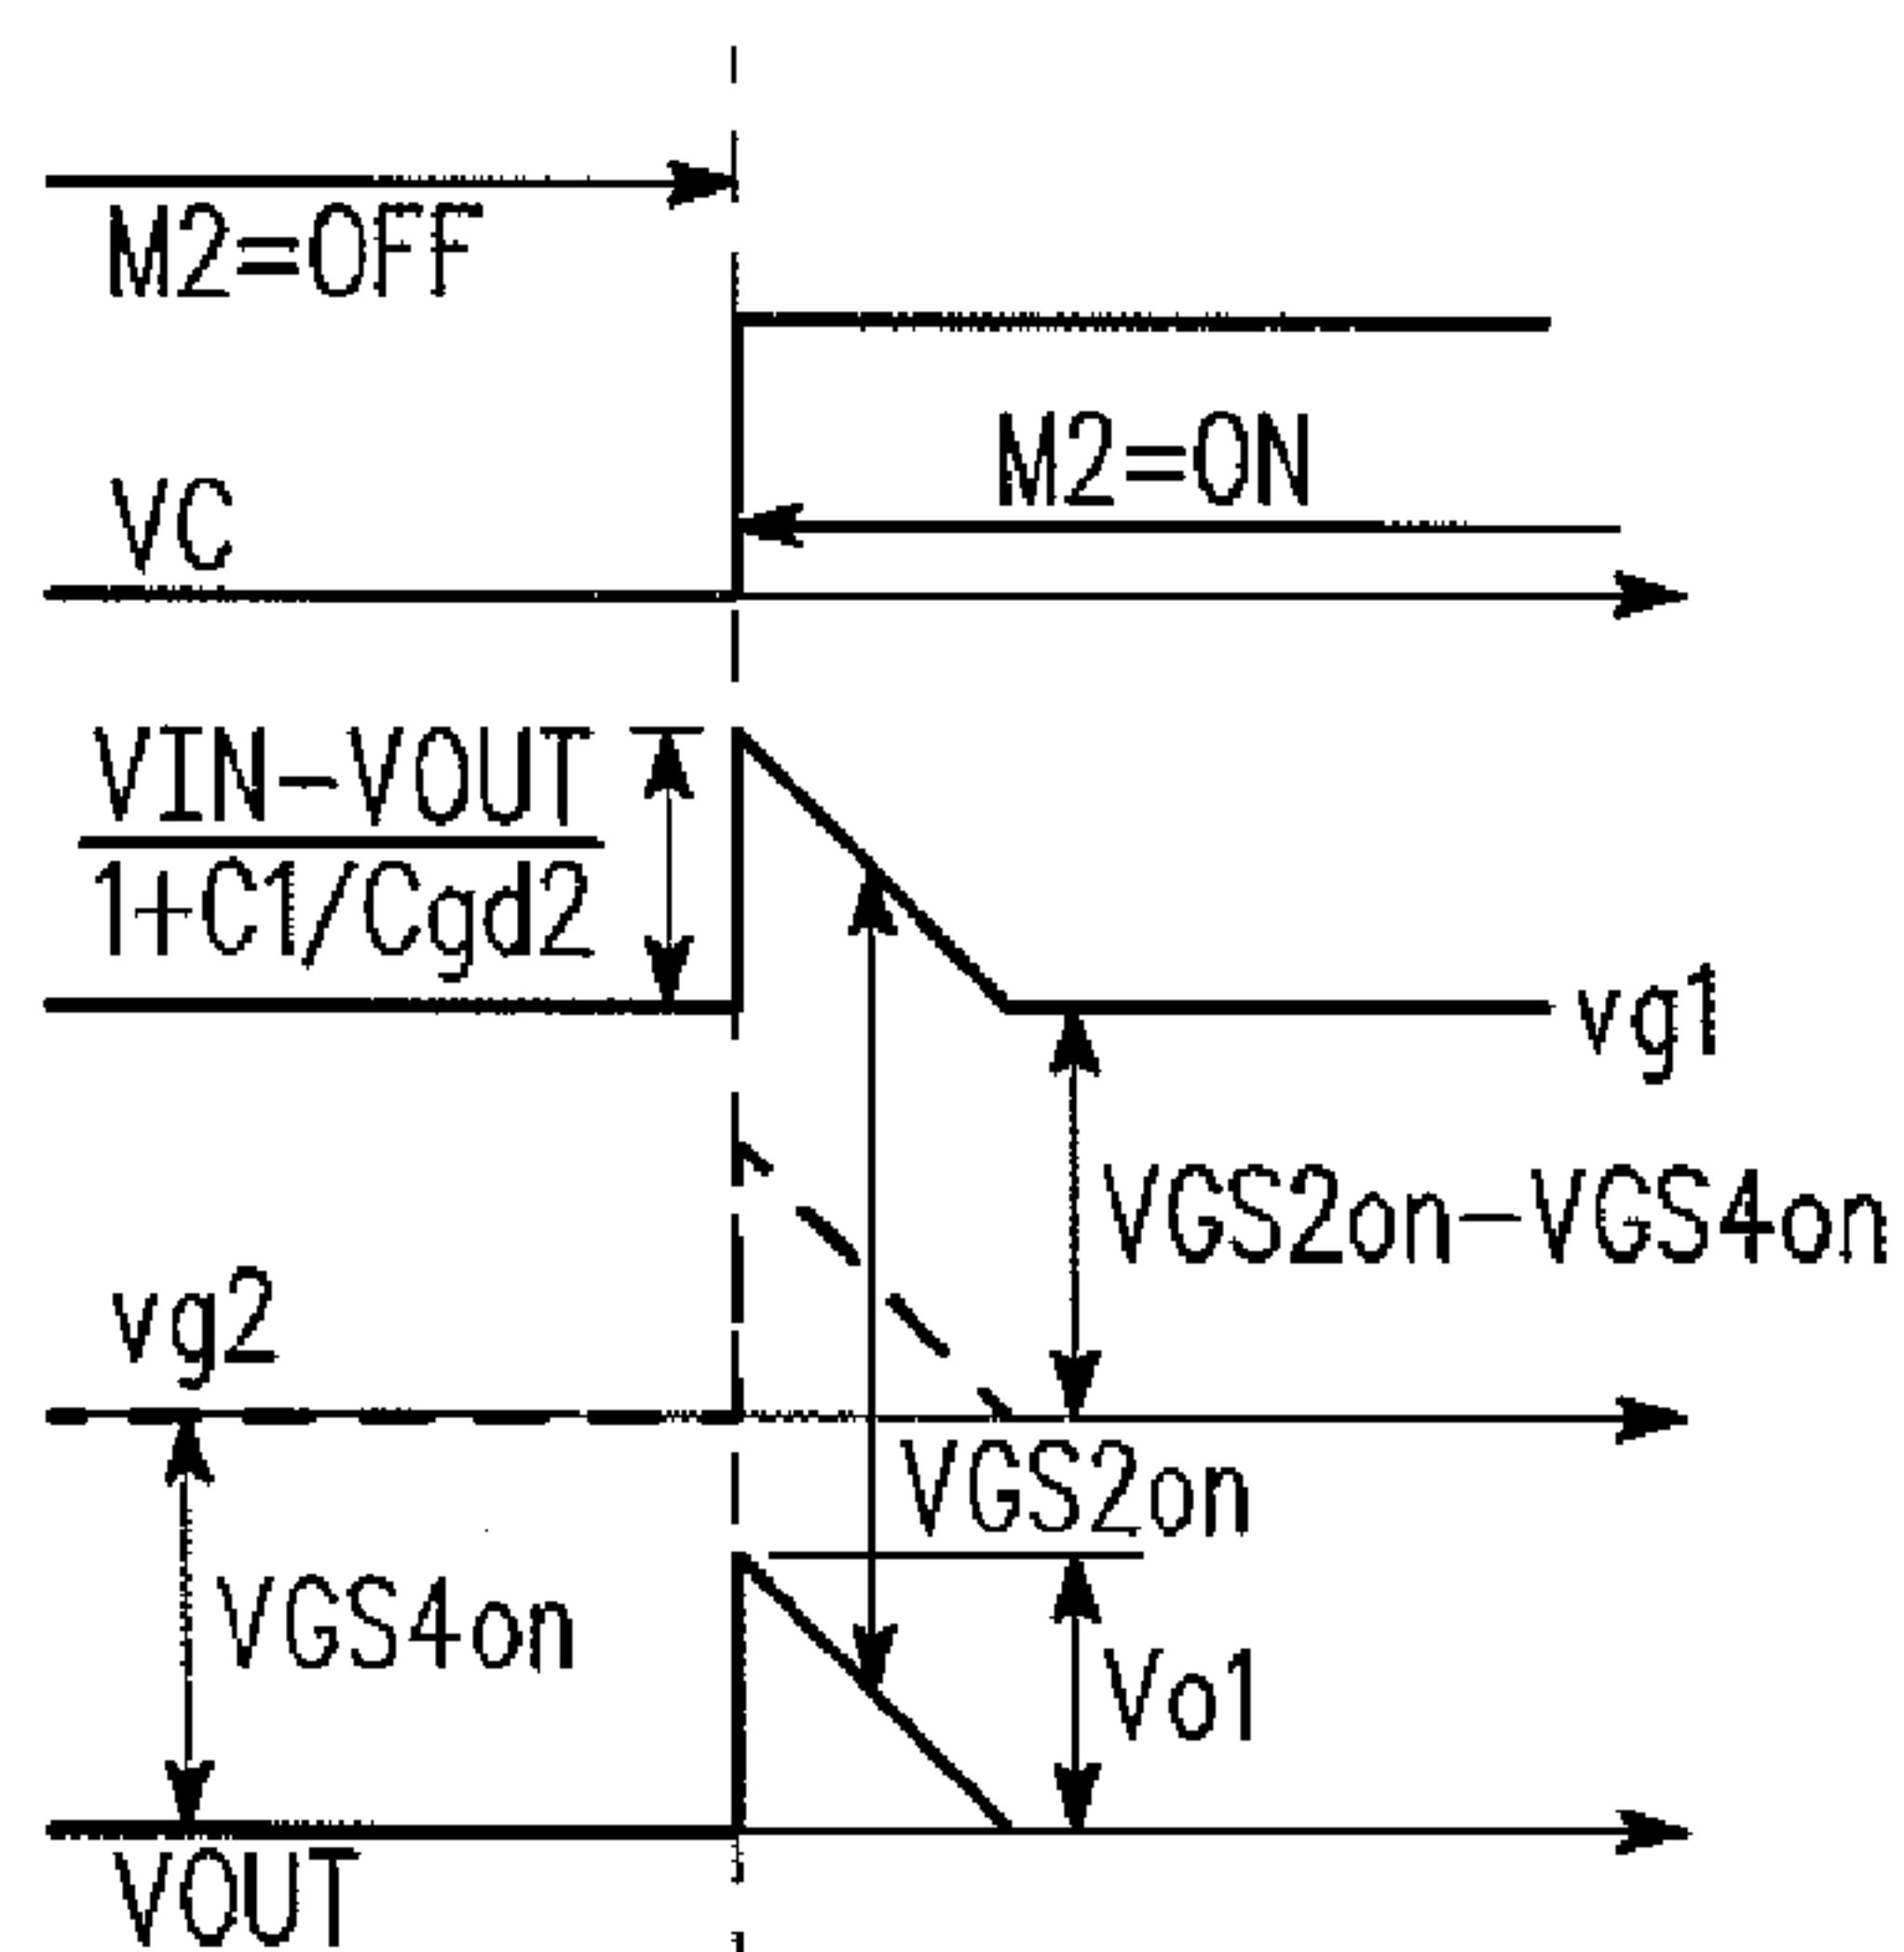 M2=OFF
M2=ON
VC
VIN-VOUT
1+C1/Cgd2
vg1
VGS2on-VGS4on
vg2
VGS2on
VGS4on
Vo1
VOUT